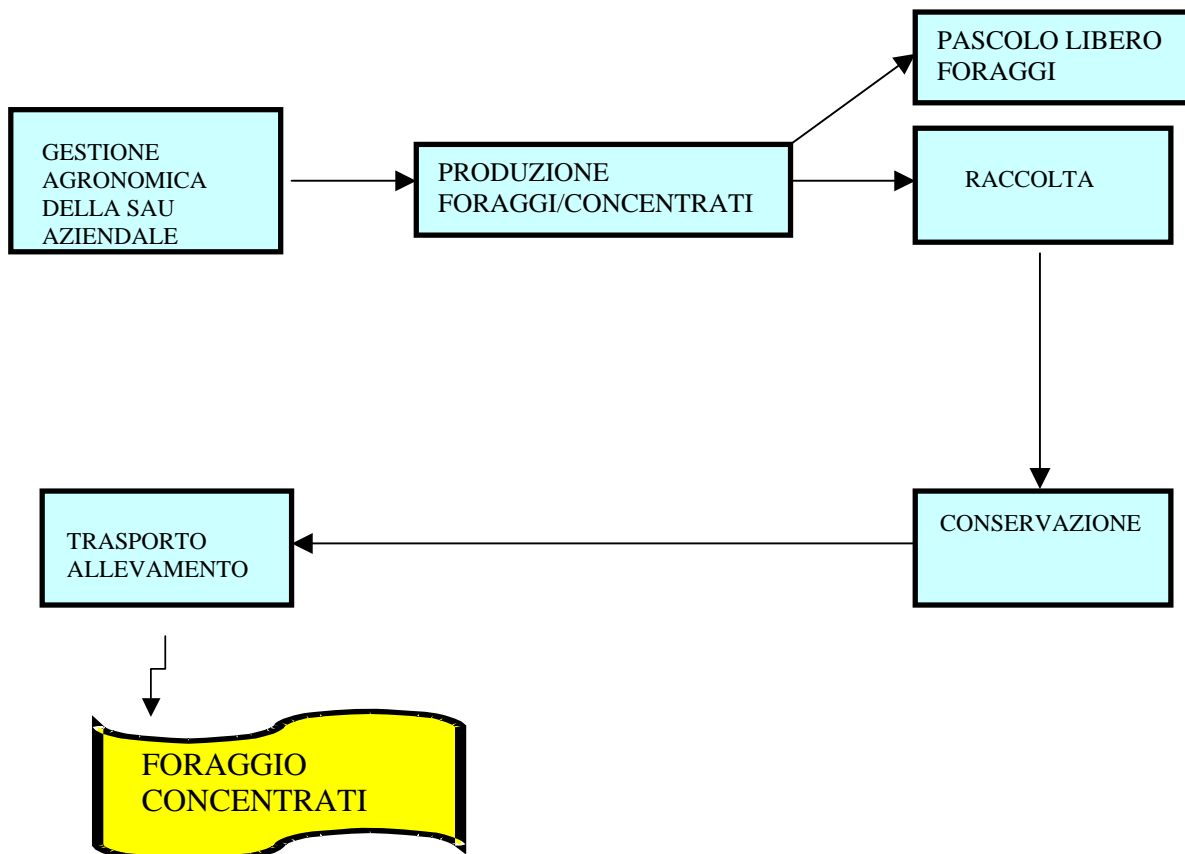 PASCOLO LIBERO
FORAGGI
GESTIONE
AGRONOMICA
DELLA SAU
AZIENDALE
PRODUZIONE
FORAGGI/CONCENTRATI
RACCOLTA
CONSERVAZIONE
TRASPORTO
ALLEVAMENTO
FORAGGIO
CONCENTRATI